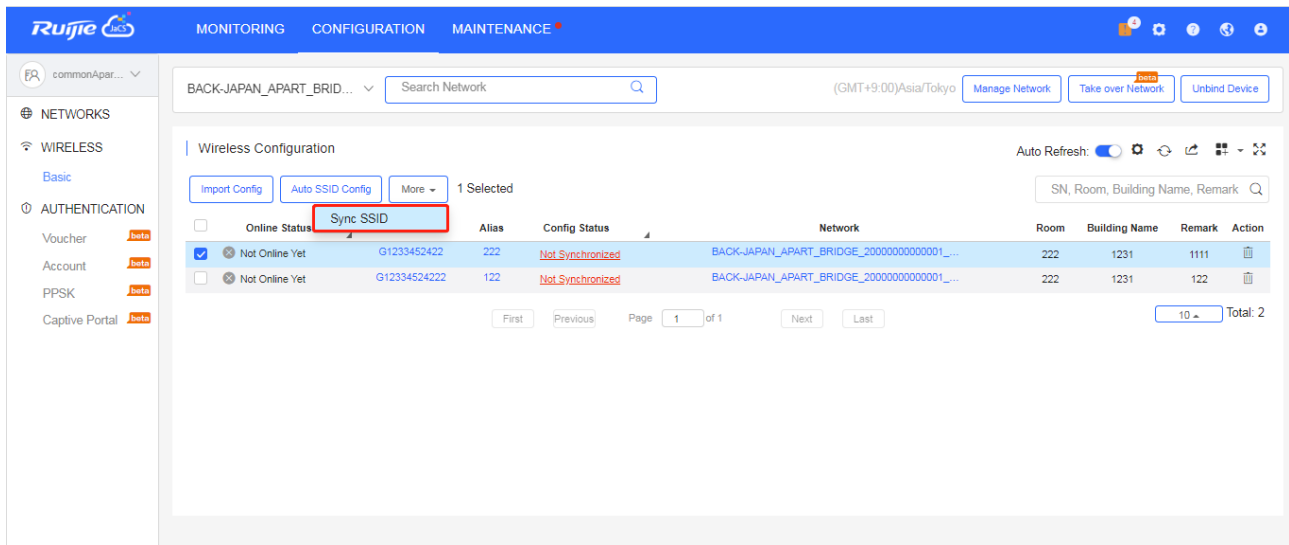 Ruijie JaCS MONITORING CONFIGURATION MAINTENANCE 4
FR commonApar...
NETWORKS
WIRELESS
Basic
AUTHENTICATION
Voucher beta
Account beta
PPSK beta
Captive Portal beta
BACK-JAPAN_APART_BRID... Search Network (GMT+9:00)Asia/Tokyo Manage Network Take over Network beta Unbind Device
Wireless Configuration Auto Refresh:
Import Config Auto SSID Config More 1 Selected SN, Room, Building Name, Remark
Sync SSID
Online Status Alias Config Status Network Room Building Name Remark Action
Not Online Yet G1233452422 222 Not Synchronized BACK-JAPAN_APART_BRIDGE_20000000000001_... 222 1231 1111
Not Online Yet G12334524222 122 Not Synchronized BACK-JAPAN_APART_BRIDGE_20000000000001_... 222 1231 122
First Previous Page 1 of 1 Next Last 10 Total: 2